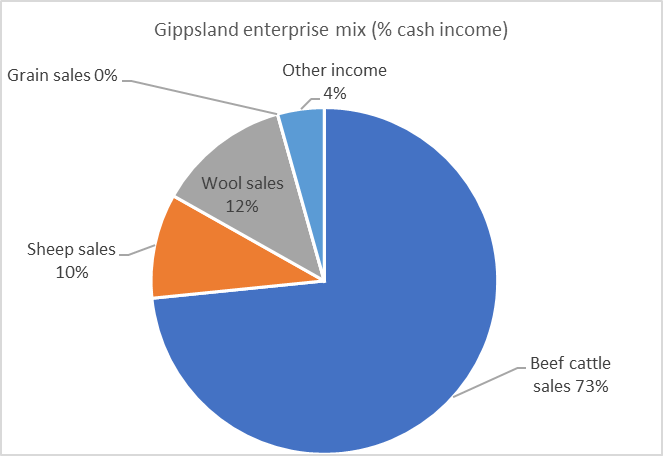 Gippsland enterprise mix (% cash income)
Grain sales 0%
Other income
4%
Wool sales
12%
Sheep sales
10%
Beef cattle
sales 73%